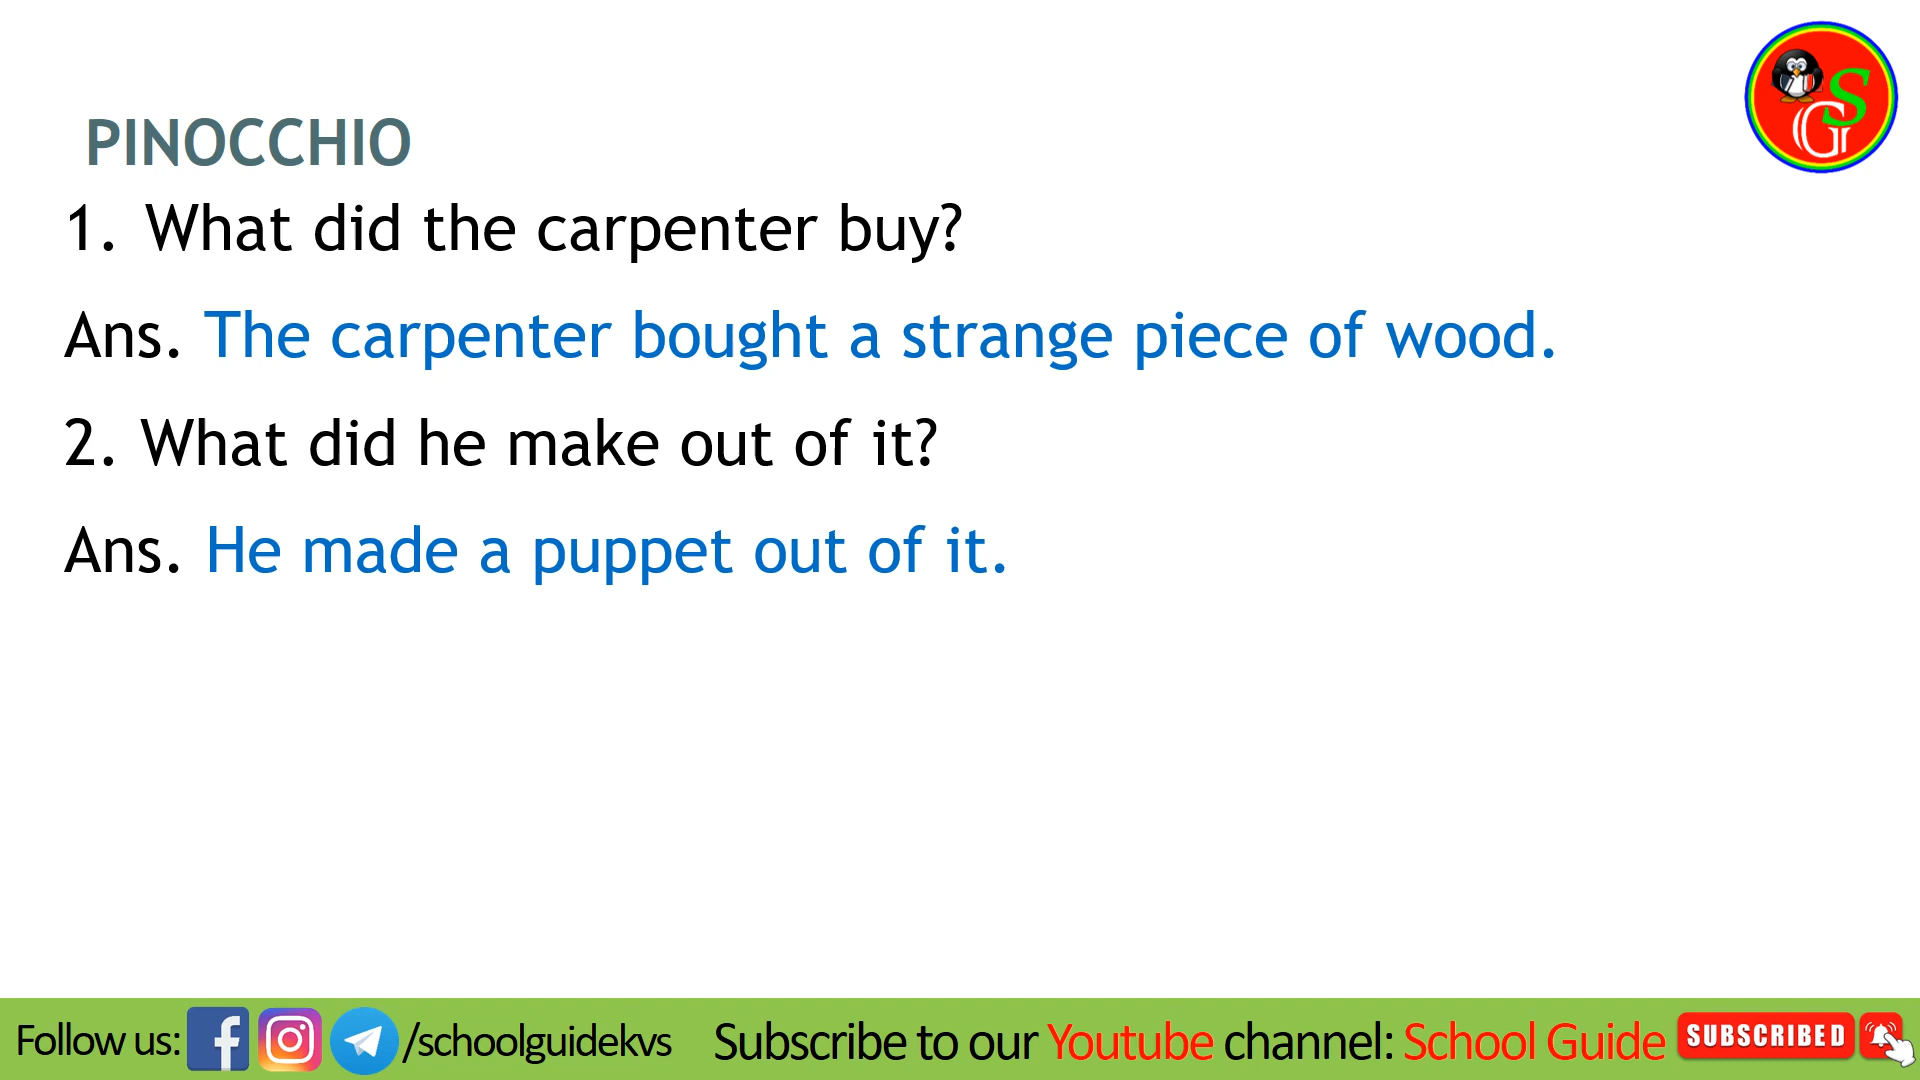 SG
PINOCCHIO
1. What did the carpenter buy?
Ans. The carpenter bought a strange piece of wood.
2. What did he make out of it?
Ans. He made a puppet out of it.
Follow us: /schoolguidekvs Subscribe to our Youtube channel: School Guide SUBSCRIBED